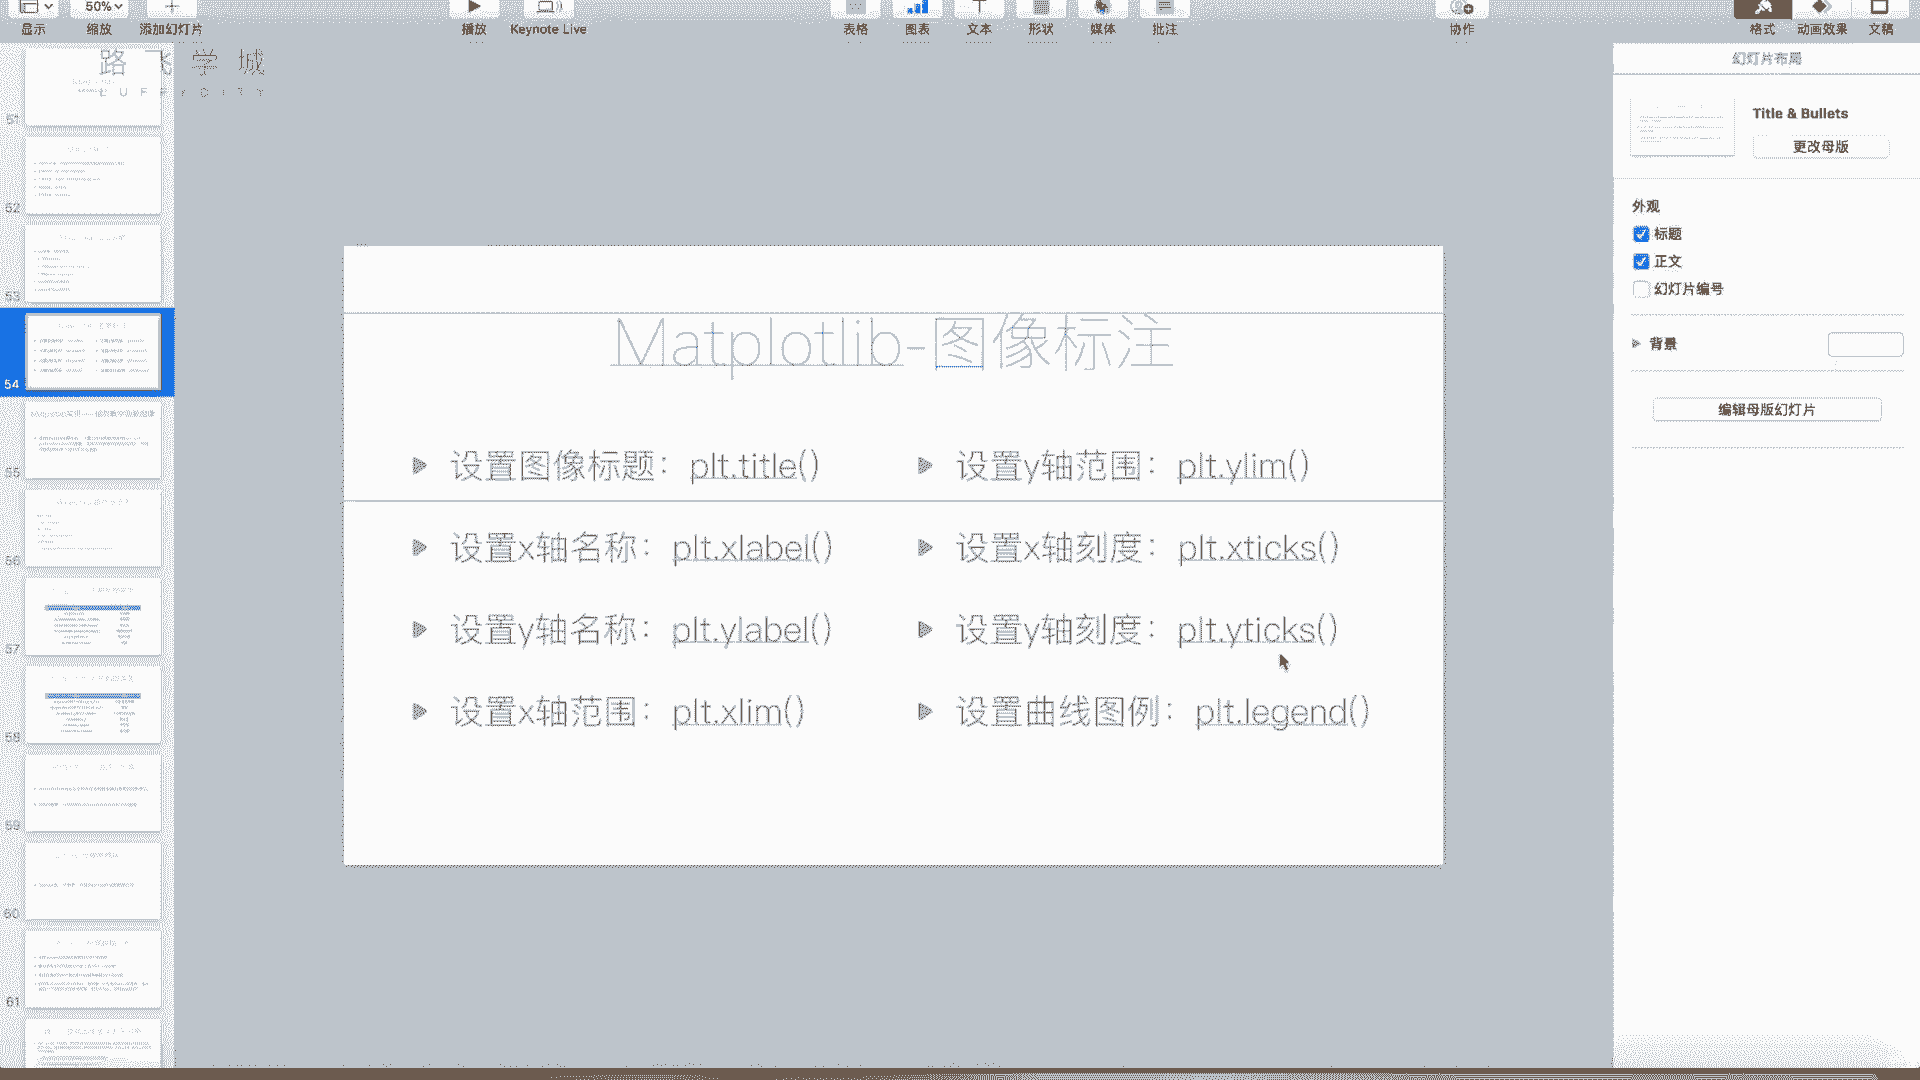 50%
显示
缩放
添加幻灯片
播放
Keynote Live
表格
图表
文本
形状
媒体
批注
协作
格式
动画效果
文稿
路飞学城
LUFFYCITY
51
52
53
54
55
56
57
58
59
60
61
Matplotlib-图像标注
设置图像标题：plt.title()
设置x轴名称：plt.xlabel()
设置y轴名称：plt.ylabel()
设置x轴范围：plt.xlim()
设置y轴范围：plt.ylim()
设置x轴刻度：plt.xticks()
设置y轴刻度：plt.yticks()
设置曲线图例：plt.legend()
幻灯片布局
Title & Bullets
更改母版
外观
标题
正文
幻灯片编号
背景
编辑母版幻灯片